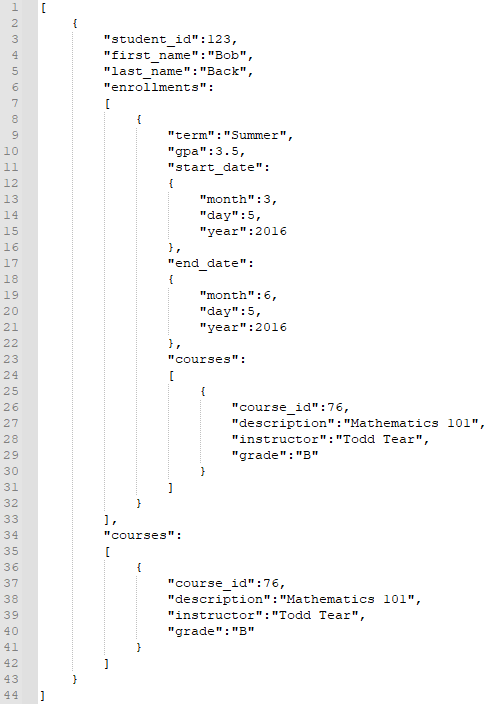 1 [
2 {
3 "student_id":123,
4 "first_name":"Bob",
5 "last_name":"Back",
6 "enrollments":
7 [
8 {
9 "term":"Summer",
10 "gpa":3.5,
11 "start_date":
12 {
13 "month":3,
14 "day":5,
15 "year":2016
16 },
17 "end_date":
18 {
19 "month":6,
20 "day":5,
21 "year":2016
22 },
23 "courses":
24 [
25 {
26 "course_id":76,
27 "description":"Mathematics 101",
28 "instructor":"Todd Tear",
29 "grade":"B"
30 }
31 ]
32 }
33 ],
34 "courses":
35 [
36 {
37 "course_id":76,
38 "description":"Mathematics 101",
39 "instructor":"Todd Tear",
40 "grade":"B"
41 }
42 ]
43 }
44 ]